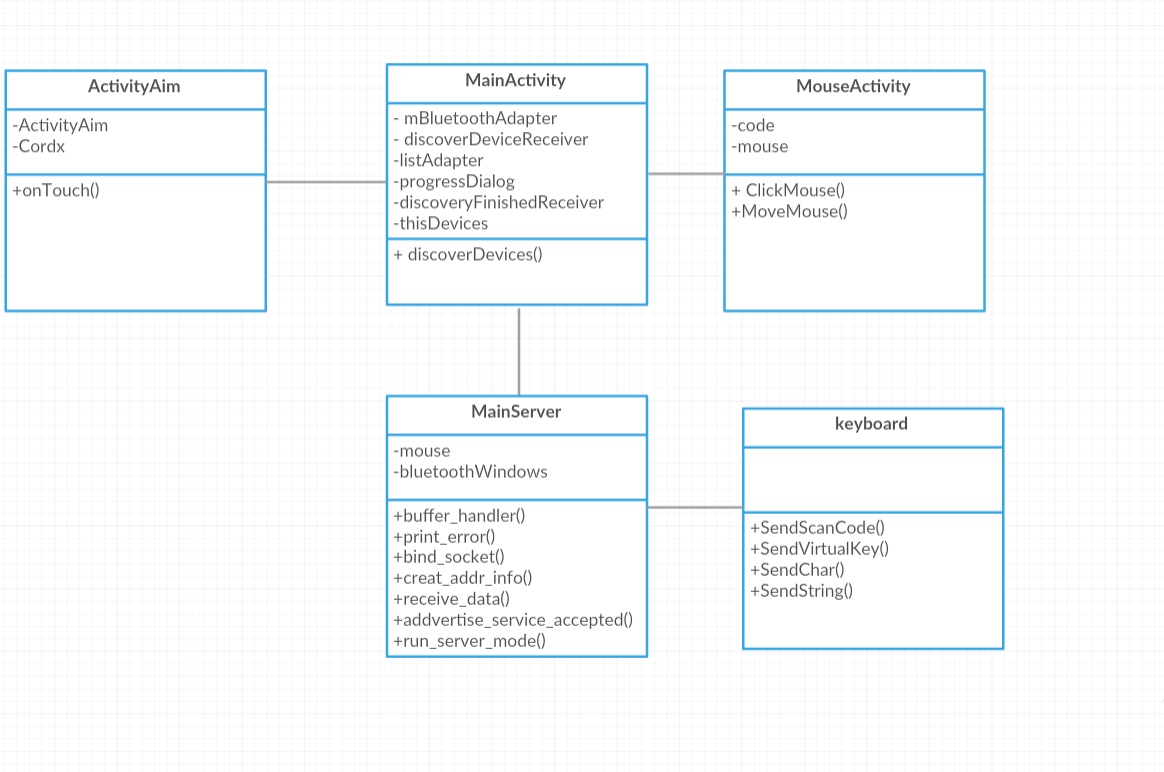 ActivityAim
-ActivityAim
-Cordx
+onTouch()
MainActivity
- mBluetoothAdapter
- discoverDeviceReceiver
-listAdapter
-progressDialog
-discoveryFinishedReceiver
-thisDevices
+ discoverDevices()
MouseActivity
-code
-mouse
+ ClickMouse()
+MoveMouse()
MainServer
-mouse
-bluetoothWindows
+buffer_handler()
+print_error()
+bind_socket()
+creat_addr_info()
+receive_data()
+addvertise_service_accepted()
+run_server_mode()
keyboard
+SendScanCode()
+SendVirtualKey()
+SendChar()
+SendString()